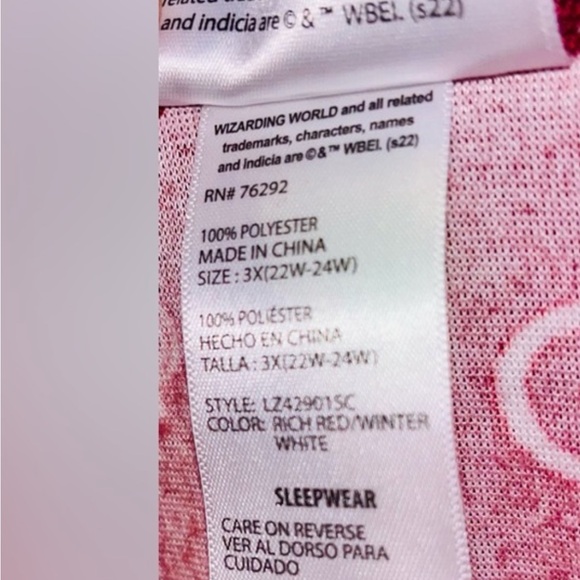 and indicia are © & ™ WBEI. (s22)
WIZARDING WORLD and all related
trademarks, characters, names
and indicia are © & ™ WBEI. (s22)
RN# 76292
100% POLYESTER
MADE IN CHINA
SIZE : 3X(22W-24W)
100% POLIÉSTER
HECHO EN CHINA
TALLA : 3X(22W-24W)
STYLE: LZ42901SC
COLOR: RICH RED/WINTER
WHITE
SLEEPWEAR
CARE ON REVERSE
VER AL DORSO PARA
CUIDADO